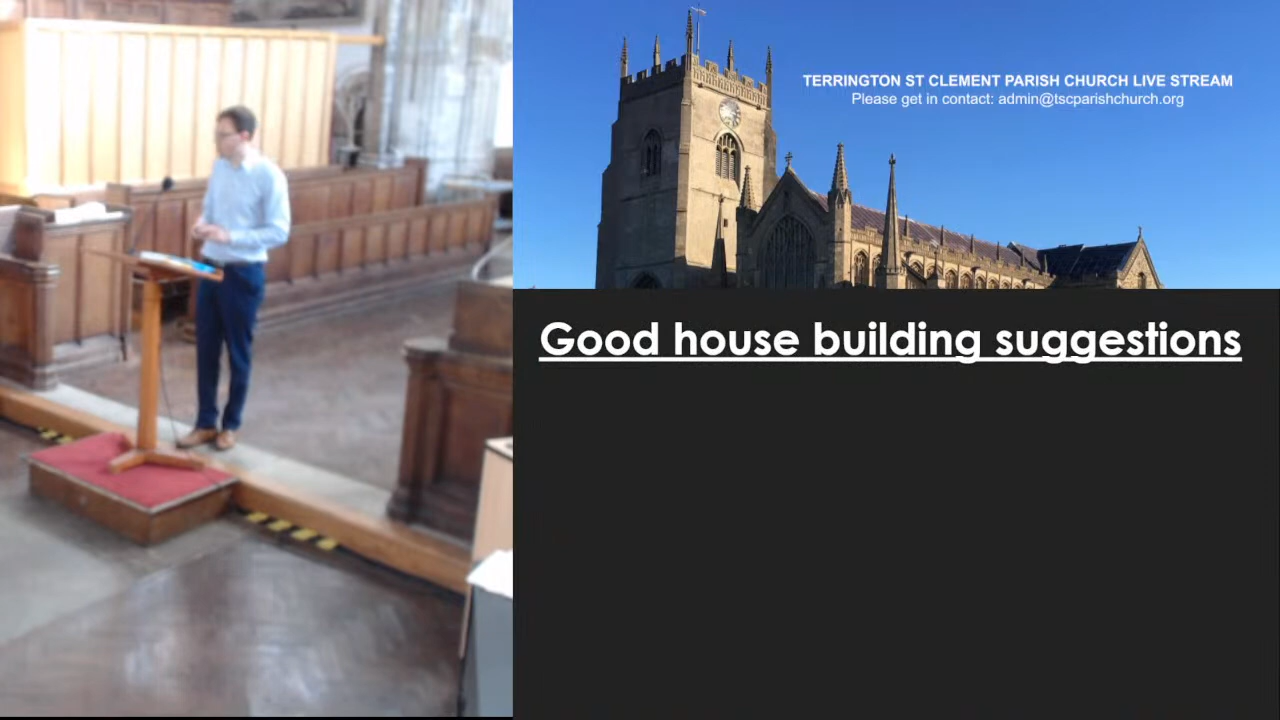 TERRINGTON ST CLEMENT PARISH CHURCH LIVE STREAM
Please get in contact: admin@tscparishchurch.org
Good house building suggestions